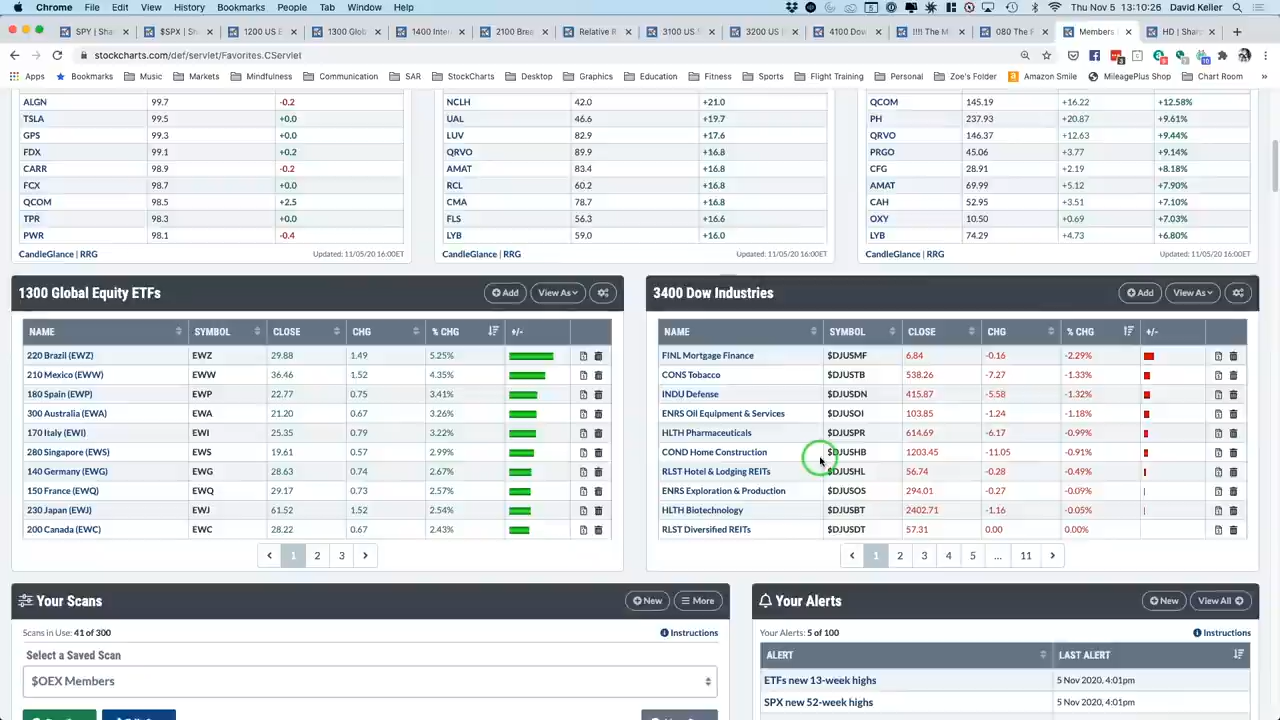 Chrome File Edit View History Bookmarks People Tab Window Help Thu Nov 5 13:10:26 David Keller
SPY | Sharp $SPX | Sh 1200 US 1300 G 1400 Inte 2100 Brea Relative R 3100 US 3200 US 4100 Dow !!!! The M 080 The F Members HD | Sharp
stockcharts.com/def/servlet/Favorites.CServlet
Apps Bookmarks Music Markets Mindfulness Communication SAR StockCharts Desktop Graphics Education Fitness Sports Flight Training Personal Zoe's Folder Amazon Smile MileagePlus Shop Chart Room »
ALGN 99.7 -0.2 NCLH 42.0 +21.0 QCOM 145.19 +16.22 +12.58%
TSLA 99.5 +0.0 UAL 46.6 +19.7 PH 237.93 +20.87 +9.61%
GPS 99.3 +0.0 LUV 82.9 +17.6 QRVO 146.37 +12.63 +9.44%
FDX 99.1 +0.2 QRVO 89.9 +16.8 PRGO 45.06 +3.77 +9.14%
CARR 98.9 -0.2 AMAT 83.4 +16.8 CFG 28.91 +2.19 +8.18%
FCX 98.7 +0.0 RCL 60.2 +16.8 AMAT 69.99 +5.12 +7.90%
QCOM 98.5 +2.5 CMA 78.7 +16.8 CAH 52.95 +3.51 +7.10%
TPR 98.3 +0.0 FLS 56.3 +16.6 OXY 10.50 +0.69 +7.03%
PWR 98.1 -0.4 LYB 59.0 +16.0 LYB 74.29 +4.73 +6.80%
CandleGlance | RRG Updated: 11/05/20 16:00ET CandleGlance | RRG Updated: 11/05/20 16:00ET CandleGlance | RRG Updated: 11/05/20 16:00ET
1300 Global Equity ETFs Add View As
NAME SYMBOL CLOSE CHG % CHG +/-
220 Brazil (EWZ) EWZ 29.88 1.49 5.25%
210 Mexico (EWW) EWW 36.46 1.52 4.35%
180 Spain (EWP) EWP 22.77 0.75 3.41%
300 Australia (EWA) EWA 21.20 0.67 3.26%
170 Italy (EWI) EWI 25.35 0.79 3.22%
280 Singapore (EWS) EWS 19.61 0.57 2.99%
140 Germany (EWG) EWG 28.63 0.74 2.67%
150 France (EWQ) EWQ 29.17 0.73 2.57%
230 Japan (EWJ) EWJ 61.52 1.52 2.54%
200 Canada (EWC) EWC 28.22 0.67 2.43%
1 2 3
3400 Dow Industries Add View As
NAME SYMBOL CLOSE CHG % CHG +/-
FINL Mortgage Finance $DJUSMF 6.84 -0.16 -2.29%
CONS Tobacco $DJUSTB 538.26 -7.27 -1.33%
INDU Defense $DJUSDN 415.87 -5.58 -1.32%
ENRS Oil Equipment & Services $DJUSOI 103.85 -1.24 -1.18%
HLTH Pharmaceuticals $DJUSPR 614.69 -6.17 -0.99%
COND Home Construction $DJUSHB 1203.45 -11.05 -0.91%
RLST Hotel & Lodging REITs $DJUSHL 56.74 -0.28 -0.49%
ENRS Exploration & Production $DJUSOS 294.01 -0.27 -0.09%
HLTH Biotechnology $DJUSBT 2402.71 -1.16 -0.05%
RLST Diversified REITs $DJUSDT 57.31 0.00 0.00%
1 2 3 4 5 ... 11
Your Scans New More
Scans in Use: 41 of 300 Instructions
Select a Saved Scan
$OEX Members
Your Alerts New View All
Your Alerts: 5 of 100 Instructions
ALERT LAST ALERT
ETFs new 13-week highs 5 Nov 2020, 4:01pm
SPX new 52-week highs 5 Nov 2020, 4:01pm